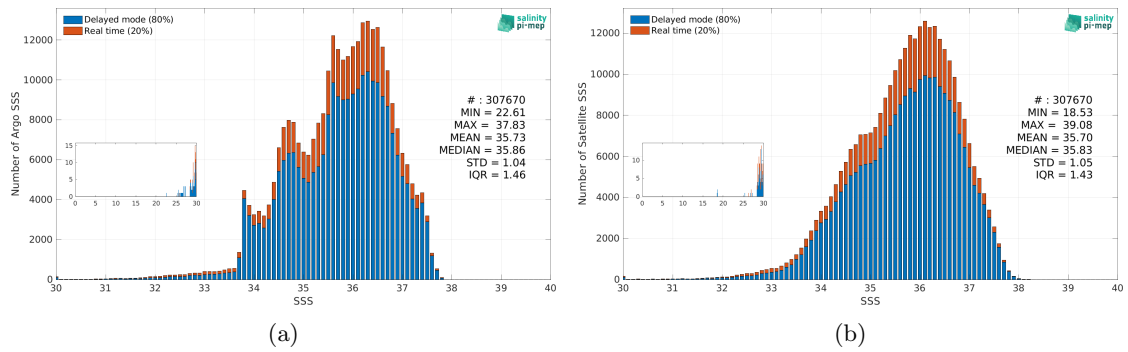 Delayed mode (80%)
Real time (20%)
salinity
pi-mep
12000
10000
8000
6000
4000
2000
0
Number of Argo SSS
# : 307670
MIN = 22.61
MAX = 37.83
MEAN = 35.73
MEDIAN = 35.86
STD = 1.04
IQR = 1.46
15
10
5
0
0 5 10 15 20 25 30
30 31 32 33 34 35 36 37 38 39 40
SSS
(a)
Delayed mode (80%)
Real time (20%)
salinity
pi-mep
12000
10000
8000
6000
4000
2000
0
Number of Satellite SSS
# : 307670
MIN = 18.53
MAX = 39.08
MEAN = 35.70
MEDIAN = 35.83
STD = 1.05
IQR = 1.43
10
5
0
0 5 10 15 20 25 30
30 31 32 33 34 35 36 37 38 39 40
SSS
(b)